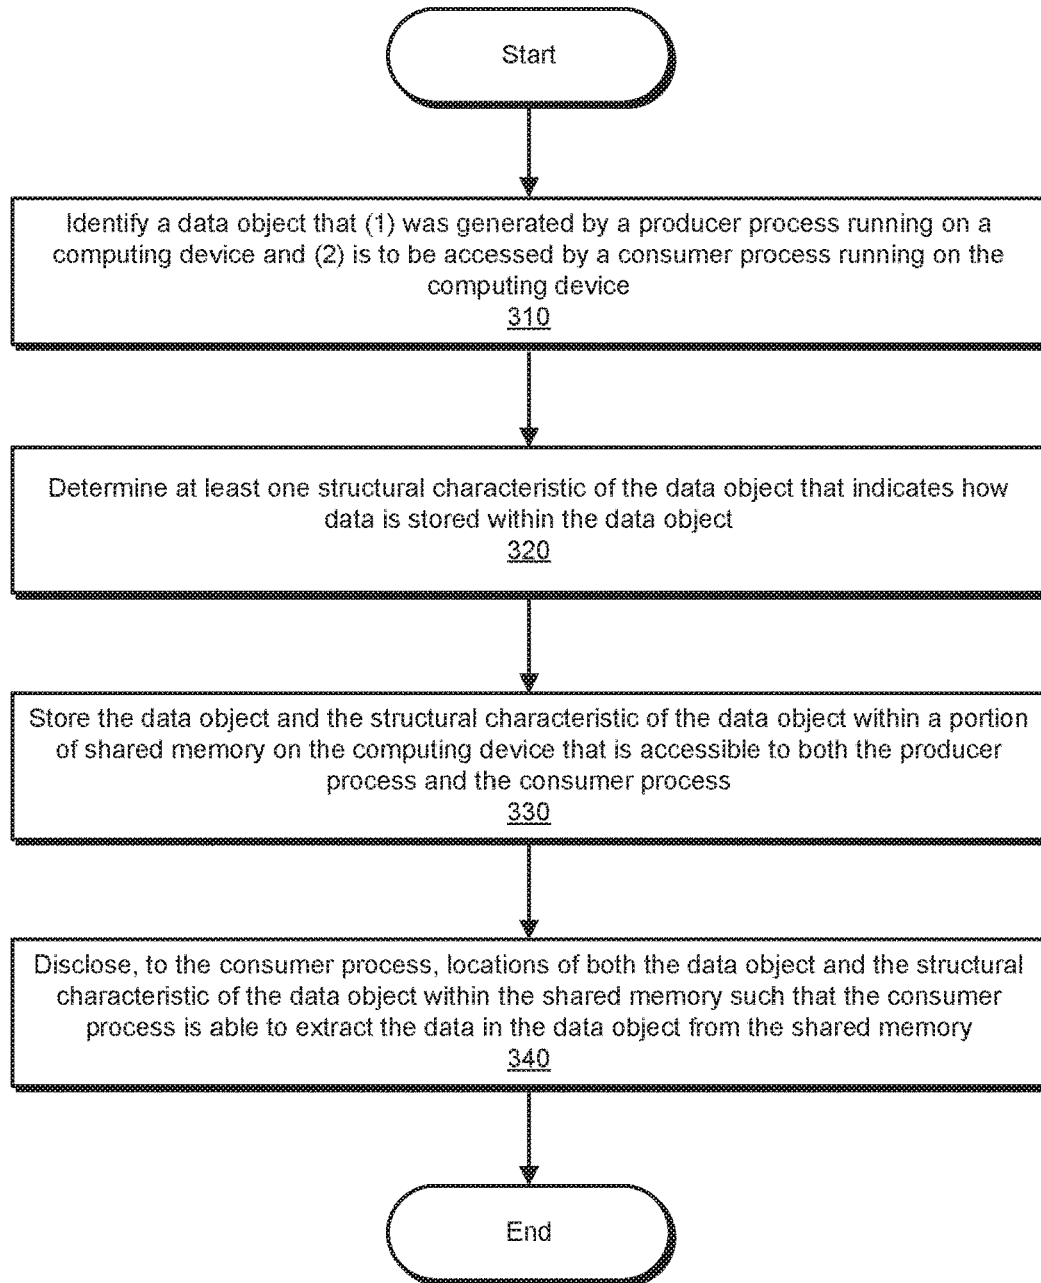 Start
Identify a data object that (1) was generated by a producer process running on a
computing device and (2) is to be accessed by a consumer process running on the
computing device
310
Determine at least one structural characteristic of the data object that indicates how
data is stored within the data object
320
Store the data object and the structural characteristic of the data object within a portion
of shared memory on the computing device that is accessible to both the producer
process and the consumer process
330
Disclose, to the consumer process, locations of both the data object and the structural
characteristic of the data object within the shared memory such that the consumer
process is able to extract the data in the data object from the shared memory
340
End